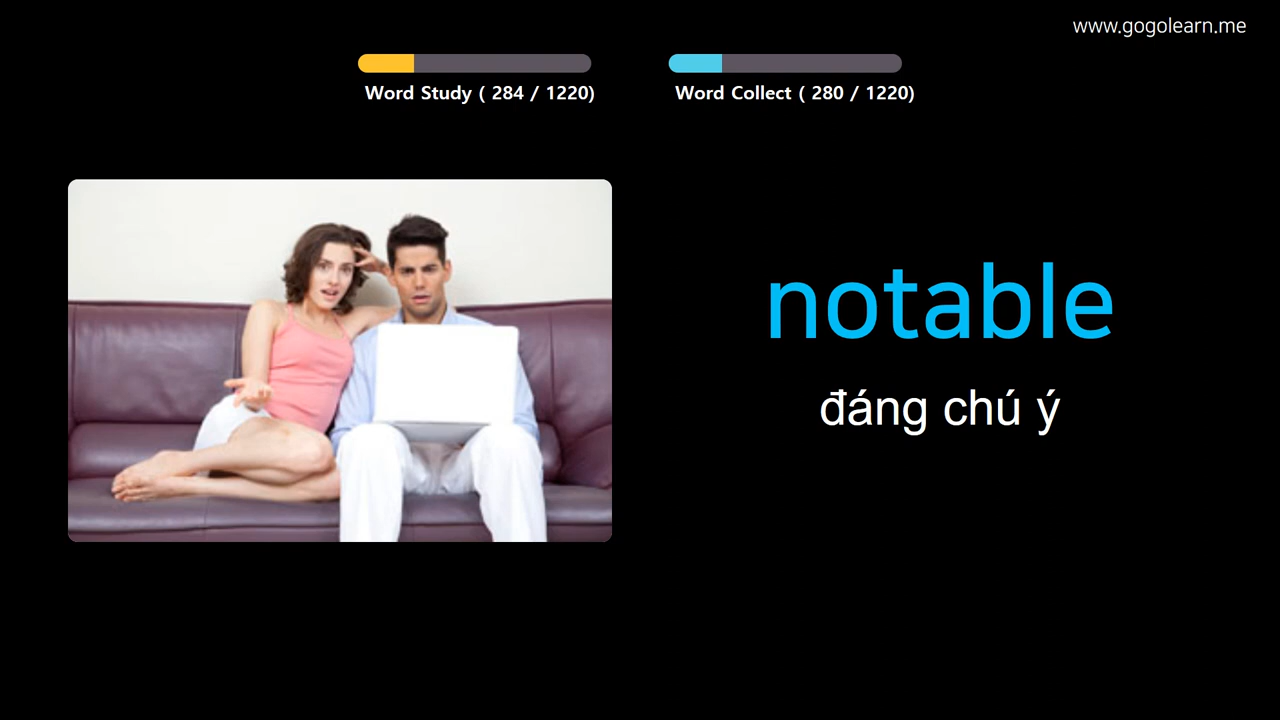 www.gogolearn.me
Word Study ( 284 / 1220)
Word Collect ( 280 / 1220)
notable
đáng chú ý